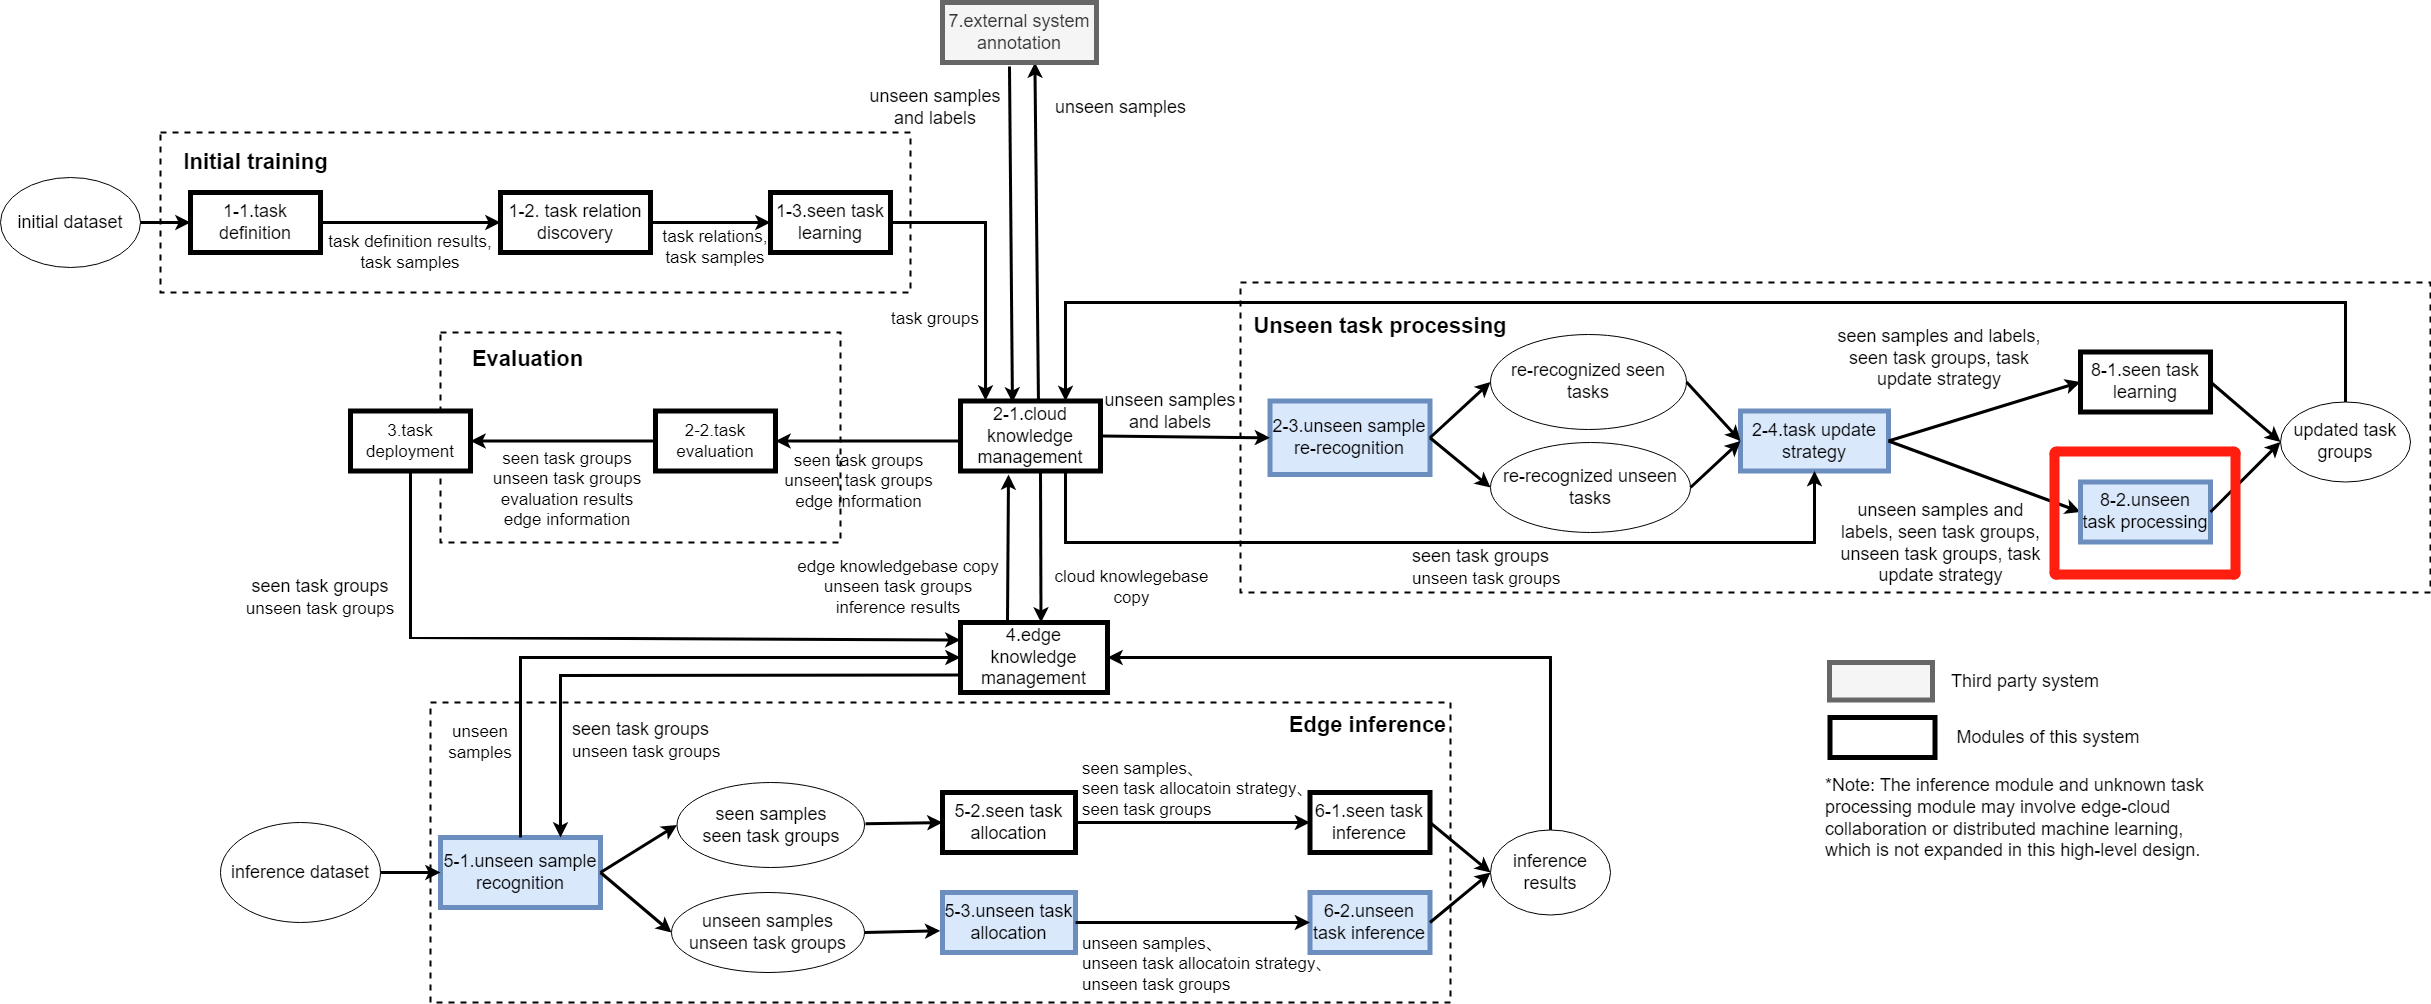 7.external system
annotation
unseen samples
and labels
unseen samples
Initial training
initial dataset
1-1.task
definition
task definition results,
task samples
1-2. task relation
discovery
task relations,
task samples
1-3.seen task
learning
task groups
Evaluation
3.task
deployment
seen task groups
unseen task groups
evaluation results
edge information
2-2.task
evaluation
seen task groups
unseen task groups
edge information
2-1.cloud
knowledge
management
unseen samples
and labels
Unseen task processing
2-3.unseen sample
re-recognition
re-recognized seen
tasks
re-recognized unseen
tasks
2-4.task update
strategy
seen samples and labels,
seen task groups, task
update strategy
8-1.seen task
learning
updated task
groups
8-2.unseen
task processing
unseen samples and
labels, seen task groups,
unseen task groups, task
update strategy
seen task groups
unseen task groups
seen task groups
unseen task groups
edge knowledgebase copy
unseen task groups
inference results
cloud knowlegebase
copy
4.edge
knowledge
management
Edge inference
unseen
samples
seen task groups
unseen task groups
inference dataset
5-1.unseen sample
recognition
seen samples
seen task groups
unseen samples
unseen task groups
5-2.seen task
allocation
seen samples、
seen task allocatoin strategy、
seen task groups
6-1.seen task
inference
5-3.unseen task
allocation
unseen samples、
unseen task allocatoin strategy、
unseen task groups
6-2.unseen
task inference
inference
results
Third party system
Modules of this system
*Note: The inference module and unknown task
processing module may involve edge-cloud
collaboration or distributed machine learning,
which is not expanded in this high-level design.